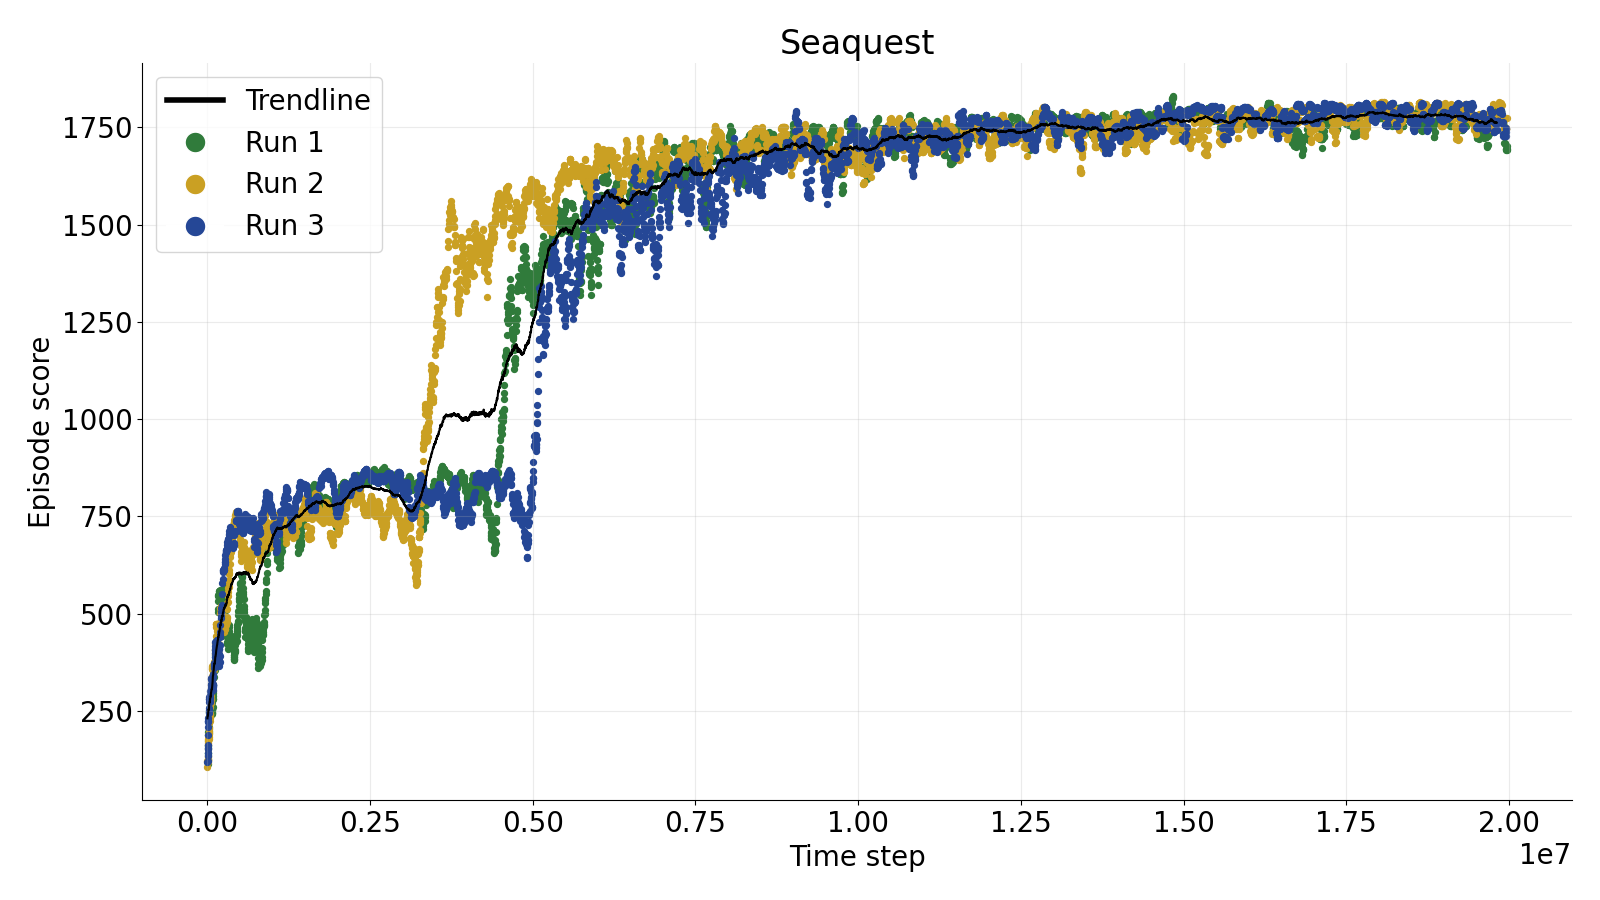 Seaquest
Trendline
Run 1
Run 2
Run 3
Episode score
1750
1500
1250
1000
750
500
250
0.00 0.25 0.50 0.75 1.00 1.25 1.50 1.75 2.00
Time step
1e7